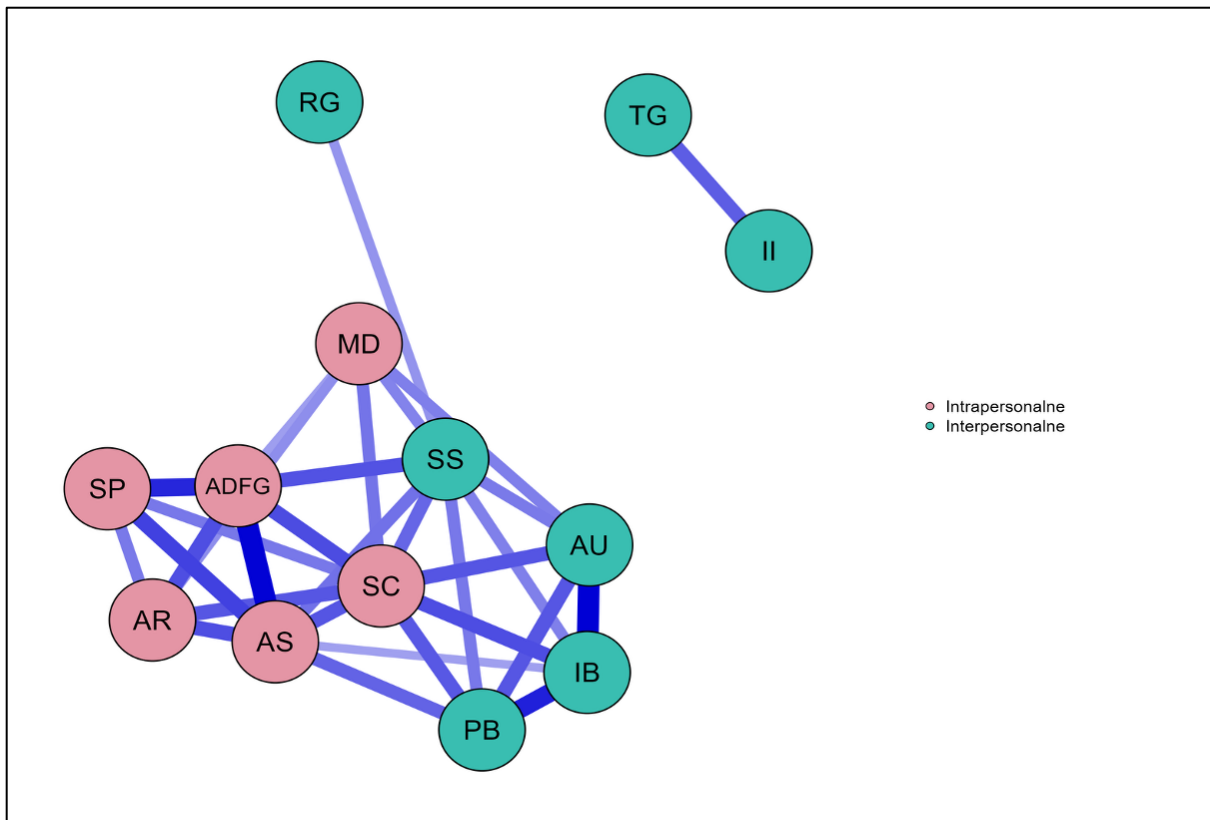 RG
TG
II
MD
SS
SP
ADFG
AU
SC
AR
AS
IB
PB
Intrapersonalne
Interpersonalne